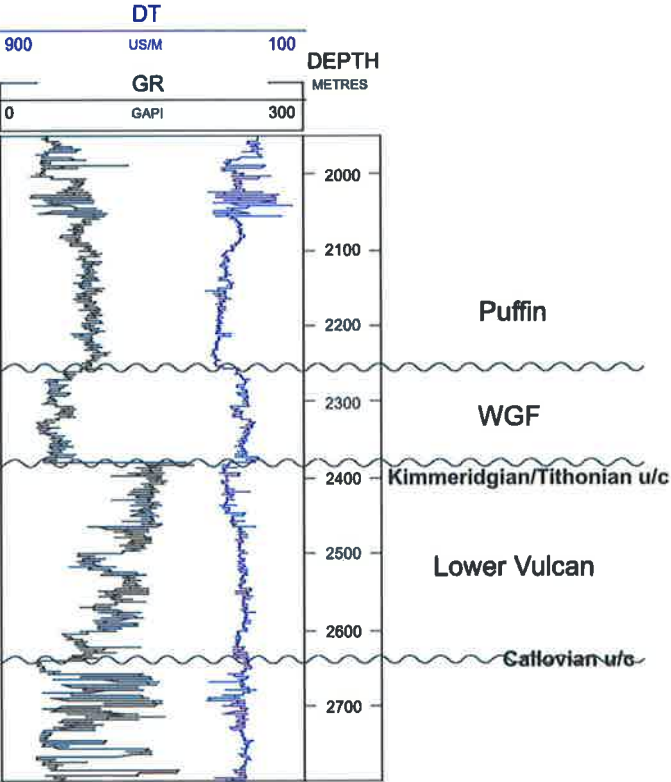 DT
900 US/M 100
DEPTH
METRES
GR
0 GAPI 300
2000
2100
2200
Puffin
2300
WGF
2400
Kimmeridgian/Tithonian u/c
2500
Lower Vulcan
2600
Callovian u/c
2700